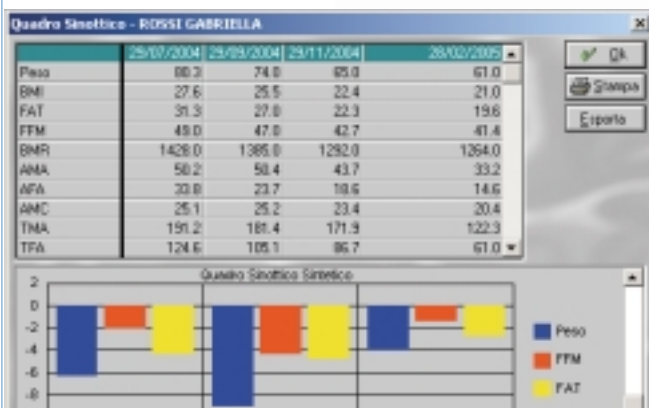 Quadro Sinottico - ROSSI GABRIELLA
29/07/2004 29/09/2004 29/11/2004 28/02/2005
Peso 80.3 74.0 65.0 61.0
BMI 27.6 25.5 22.4 21.0
FAT 31.3 27.0 22.3 19.6
FFM 49.0 47.0 42.7 41.4
BMR 1428.0 1385.0 1292.0 1264.0
AMA 50.2 50.4 43.7 33.2
AFA 33.8 23.7 18.6 14.6
AMC 25.1 25.2 23.4 20.4
TMA 191.2 181.4 171.9 122.3
TFA 124.6 105.1 86.7 61.0
Ok
Stampa
Esporta
Quadro Sinottico Sintetico
2
0
-2
-4
-6
-8
Peso
FFM
FAT